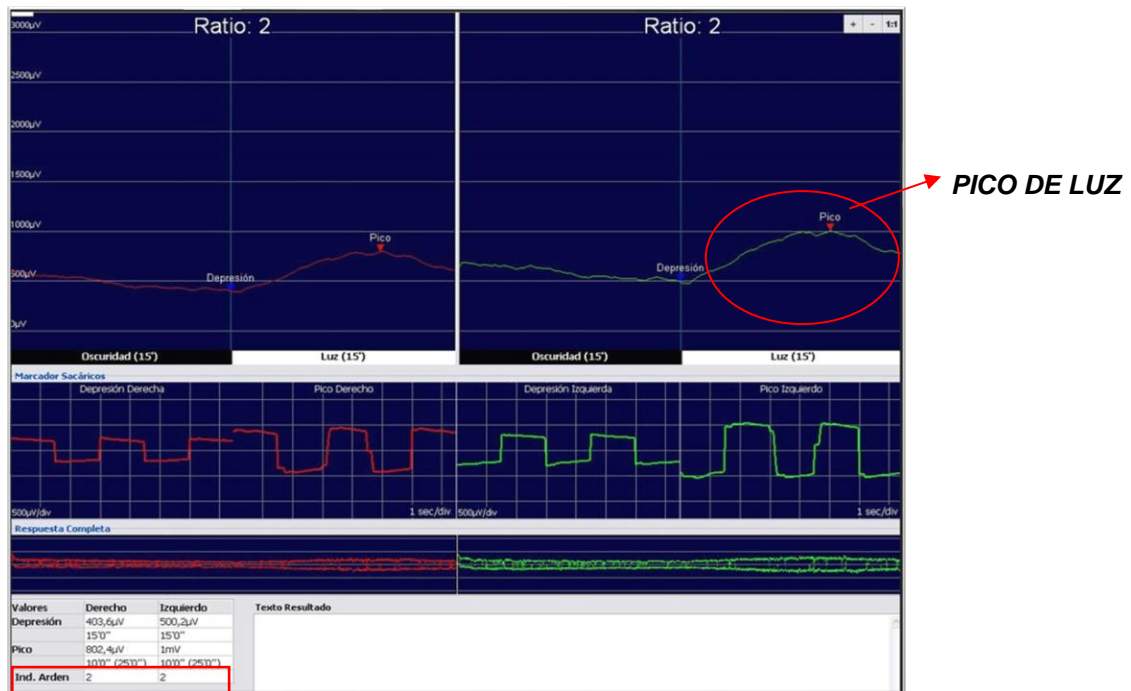 3000µV
Ratio: 2
Ratio: 2
+ - 1:1
2500µV
2000µV
1500µV
PICO DE LUZ
1000µV
Pico
Pico
500µV
Depresión
Depresión
0µV
Oscuridad (15')
Luz (15')
Oscuridad (15')
Luz (15')
Marcador Sacáricos
Depresión Derecha
Pico Derecho
Depresión Izquierda
Pico Izquierdo
500µV/div
1 sec/div
500µV/div
1 sec/div
Respuesta Completa
Valores Derecho Izquierdo
Texto Resultado
Depresión 403,6µV 500,2µV
15'0" 15'0"
Pico 802,4µV 1mV
10'0" (25'0") 10'0" (25'0")
Ind. Arden 2 2